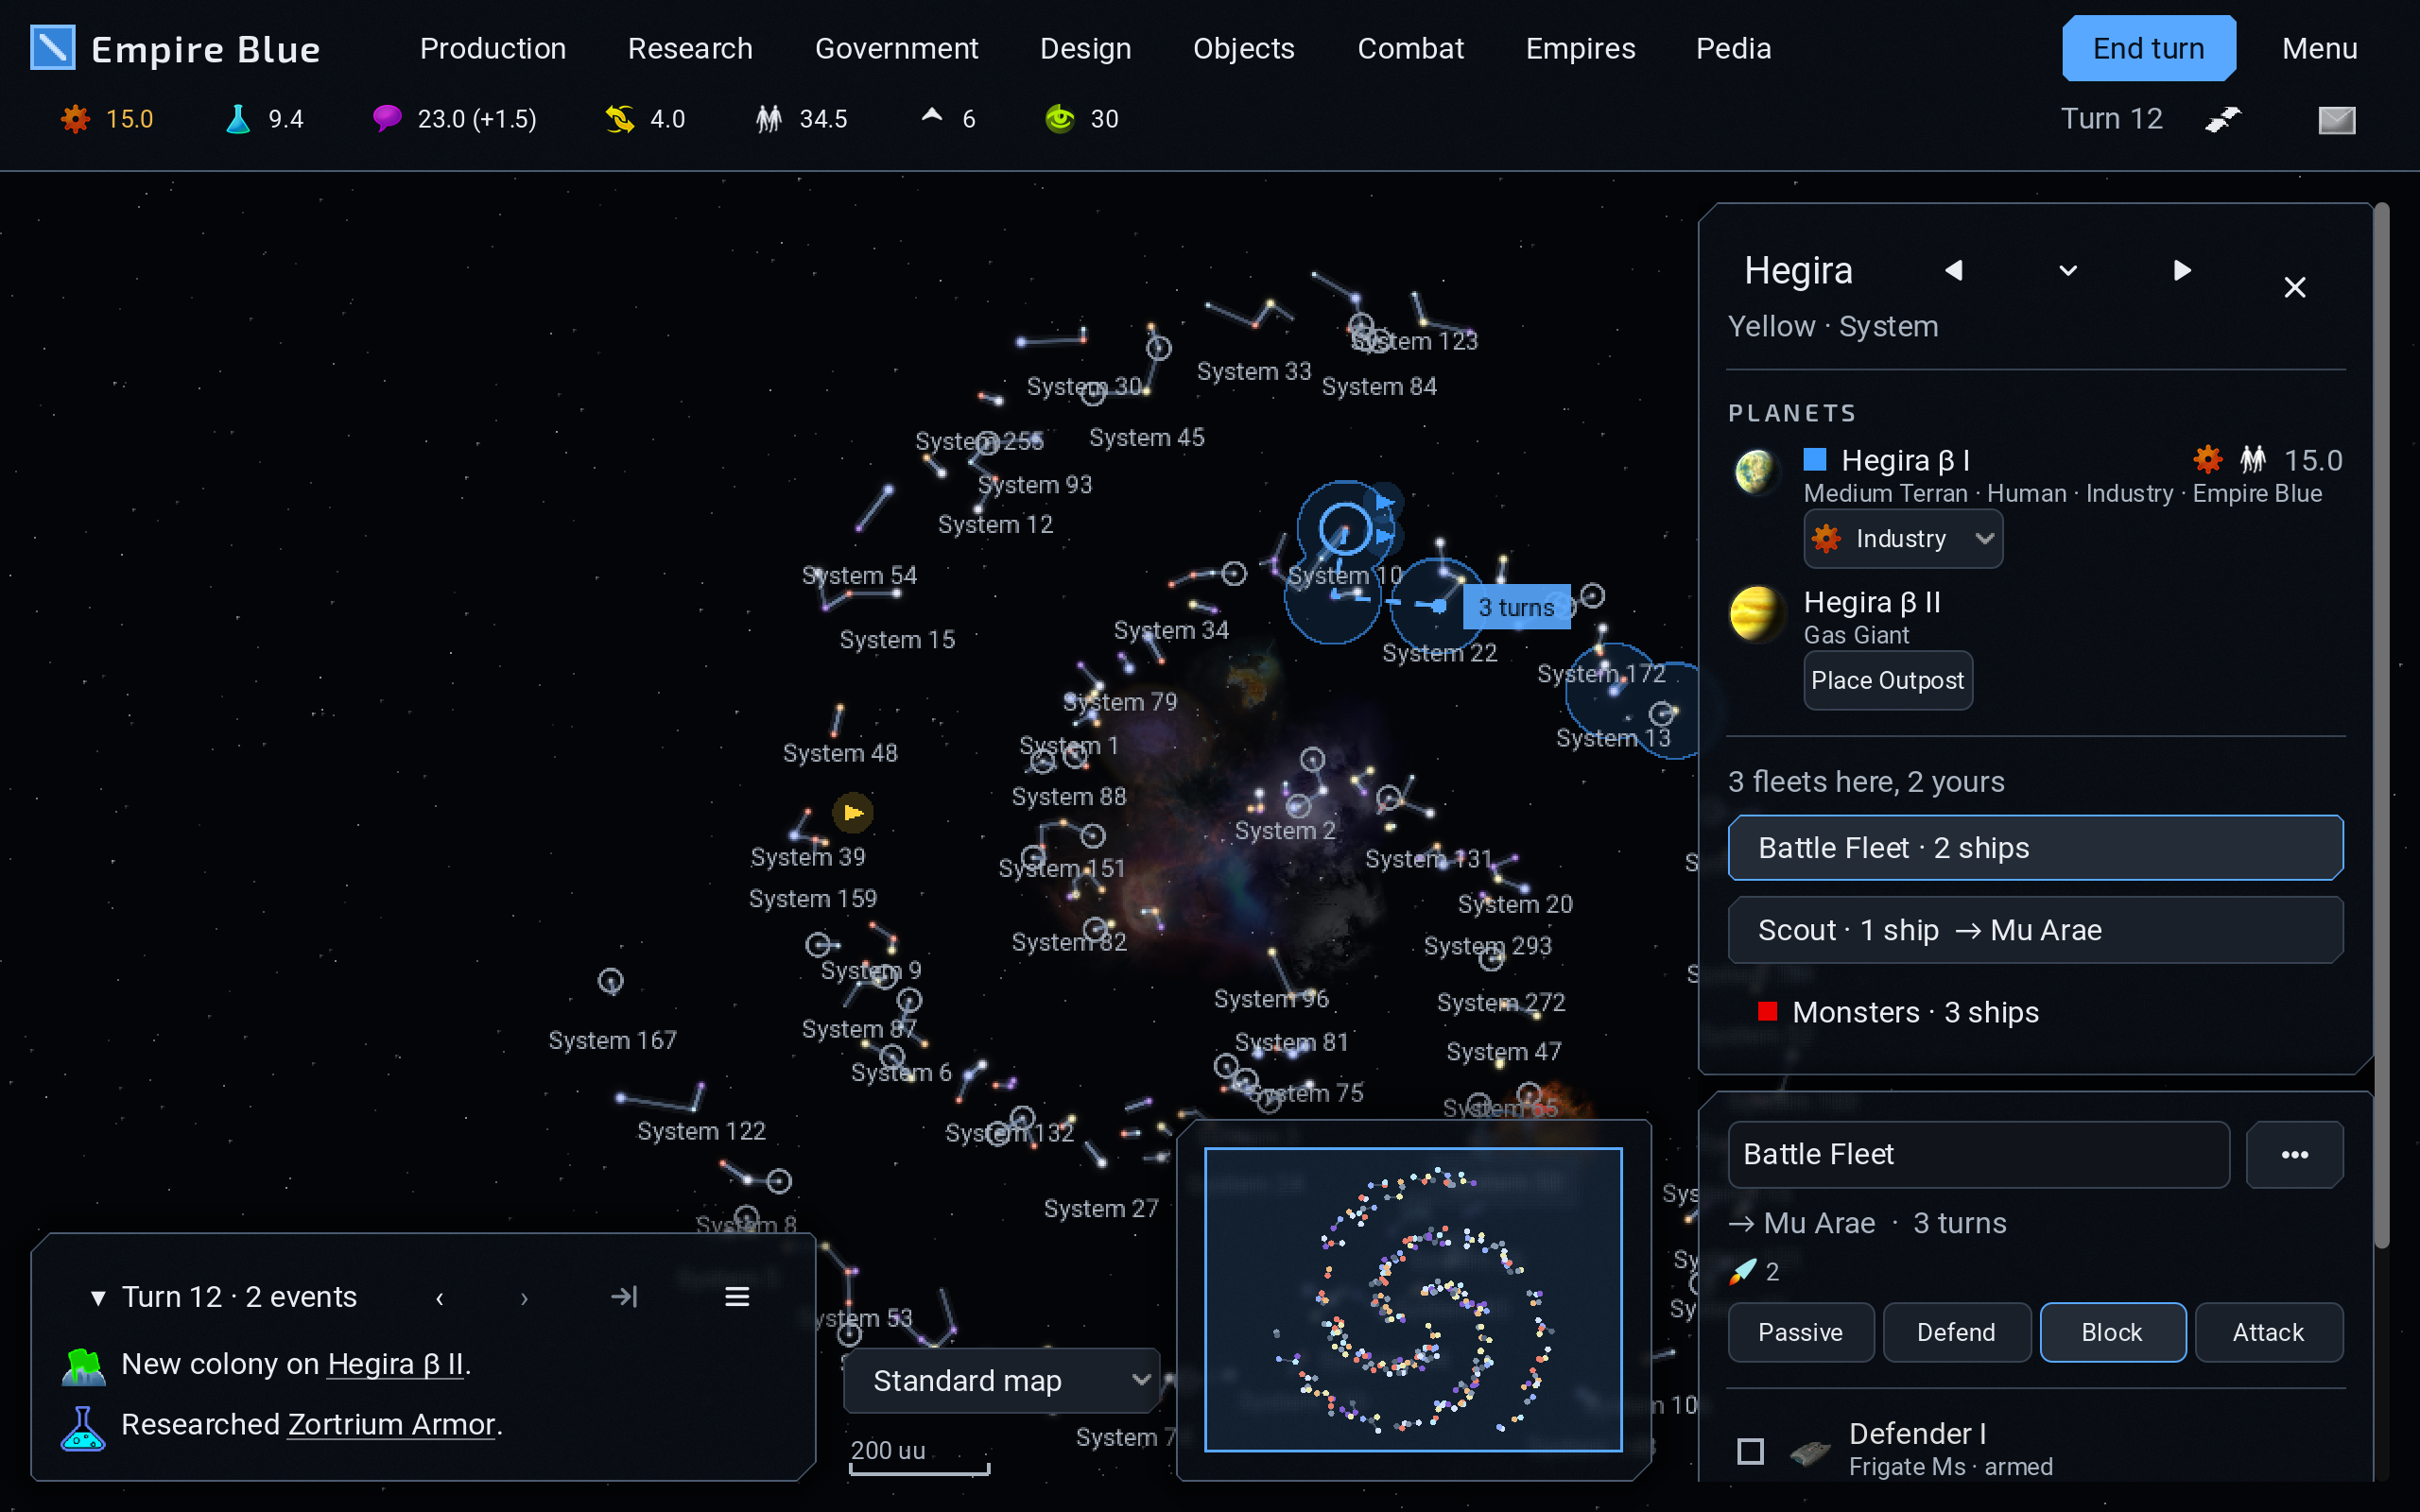 Empire Blue
Production Research Government Design Objects Combat Empires Pedia
End turn Menu
15.0 9.4 23.0 (+1.5) 4.0 34.5 6 30
Turn 12
System 123
System 33
System 84
System 30
System 45
System 255
System 93
System 12
System 54
System 10
System 15
System 34
3 turns
System 22
System 172
System 79
System 13
System 1
System 48
System 88
System 2
System 39
System 131
System 151
System 159
System 20
System 82
System 293
System 9
System 96
System 272
System 87
System 167
System 81
System 47
System 6
System 75
System 65
System 122
System 132
System 27
System 8
ystem 53
System 7
200 uu
Standard map
Turn 12 · 2 events
New colony on Hegira β II.
Researched Zortrium Armor.
Hegira
Yellow · System
PLANETS
Hegira β I 15.0
Medium Terran · Human · Industry · Empire Blue
Industry
Hegira β II
Gas Giant
Place Outpost
3 fleets here, 2 yours
Battle Fleet · 2 ships
Scout · 1 ship → Mu Arae
Monsters · 3 ships
Battle Fleet
•••
→ Mu Arae · 3 turns
2
Passive Defend Block Attack
Defender I
Frigate Ms · armed